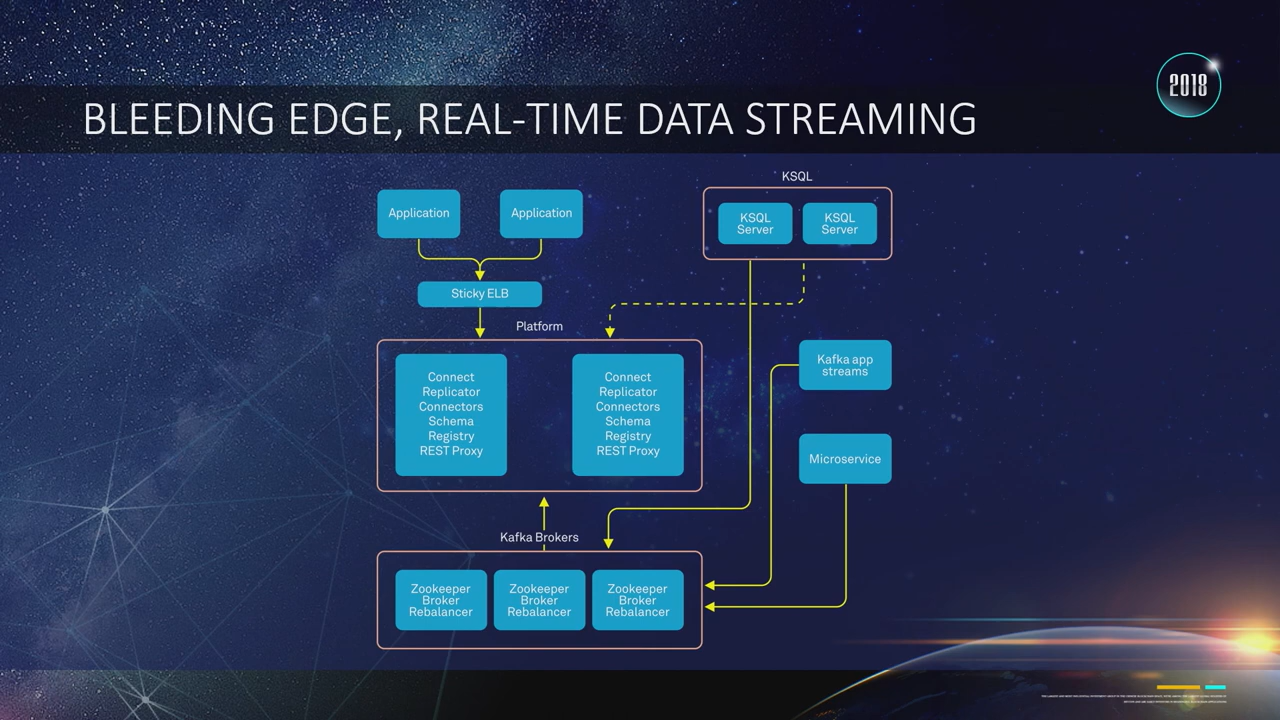 2018
BLEEDING EDGE, REAL-TIME DATA STREAMING
KSQL
Application
Application
KSQL
Server
KSQL
Server
Sticky ELB
Platform
Connect
Replicator
Connectors
Schema
Registry
REST Proxy
Connect
Replicator
Connectors
Schema
Registry
REST Proxy
Kafka app
streams
Microservice
Kafka Brokers
Zookeeper
Broker
Rebalancer
Zookeeper
Broker
Rebalancer
Zookeeper
Broker
Rebalancer